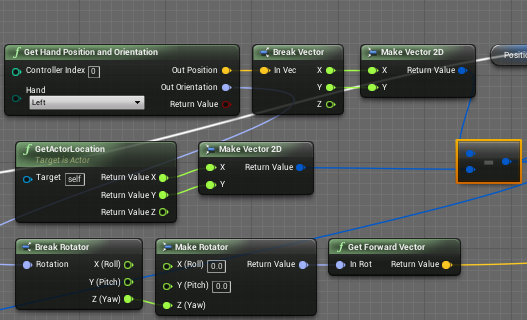 Get Hand Position and Orientation
Controller Index 0
Out Position
Hand
Out Orientation
Left
Return Value
Break Vector
In Vec
X
Y
Z
Make Vector 2D
X
Return Value
Y
Positio
GetActorLocation
Target is Actor
Target self
Return Value X
Return Value Y
Return Value Z
Make Vector 2D
X
Return Value
Y
Break Rotator
Rotation
X (Roll)
Y (Pitch)
Z (Yaw)
Make Rotator
X (Roll) 0.0
Return Value
Y (Pitch) 0.0
Z (Yaw)
Get Forward Vector
In Rot
Return Value